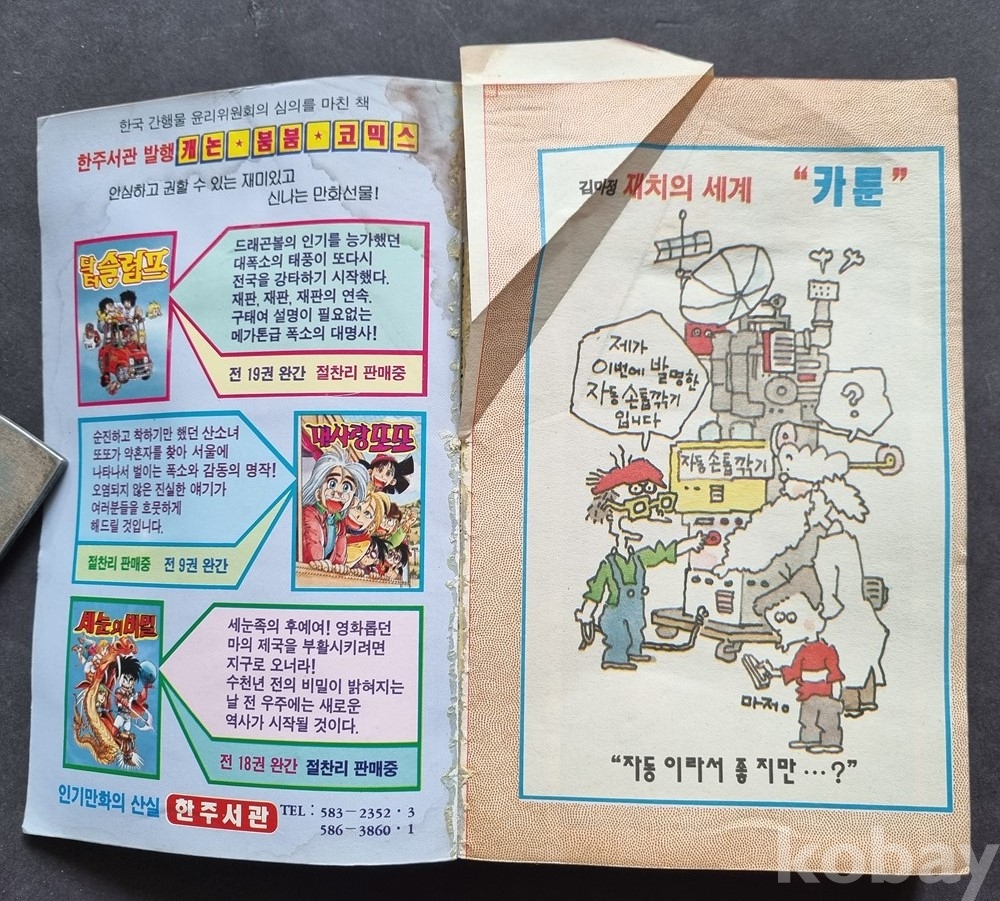 한국 간행물 윤리위원회의 심의를 마친 책
한주서관 발행 캐논★붐붐★코믹스
안심하고 권할 수 있는 재미있고
신나는 만화선물!
닥터 슬럼프
드래곤볼의 인기를 능가했던
대폭소의 태풍이 또다시
전국을 강타하기 시작했다.
재판, 재판, 재판의 연속.
구태여 설명이 필요없는
메가톤급 폭소의 대명사!
전 19권 완간 절찬리 판매중
순진하고 착하기만 했던 산소녀
또또가 약혼자를 찾아 서울에
나타나서 벌이는 폭소와 감동의 명작!
오염되지 않은 진실한 얘기가
여러분들을 흐뭇하게
해드릴 것입니다.
절찬리 판매중 전 9권 완간
내사랑또또
세눈의비밀
세눈족의 후예여! 영화롭던
마의 제국을 부활시키려면
지구로 오너라!
수천년 전의 비밀이 밝혀지는
날 전 우주에는 새로운
역사가 시작될 것이다.
전 18권 완간 절찬리 판매중
인기만화의 산실 한주서관 TEL : 583-2352·3
586-3860·1
김마정 재치의 세계 “카툰”
제가
이번에 발명한
자동손톱깎기
입니다
?
자동손톱깎기
마저。
“자동이라서 좋지만…?”
kobay